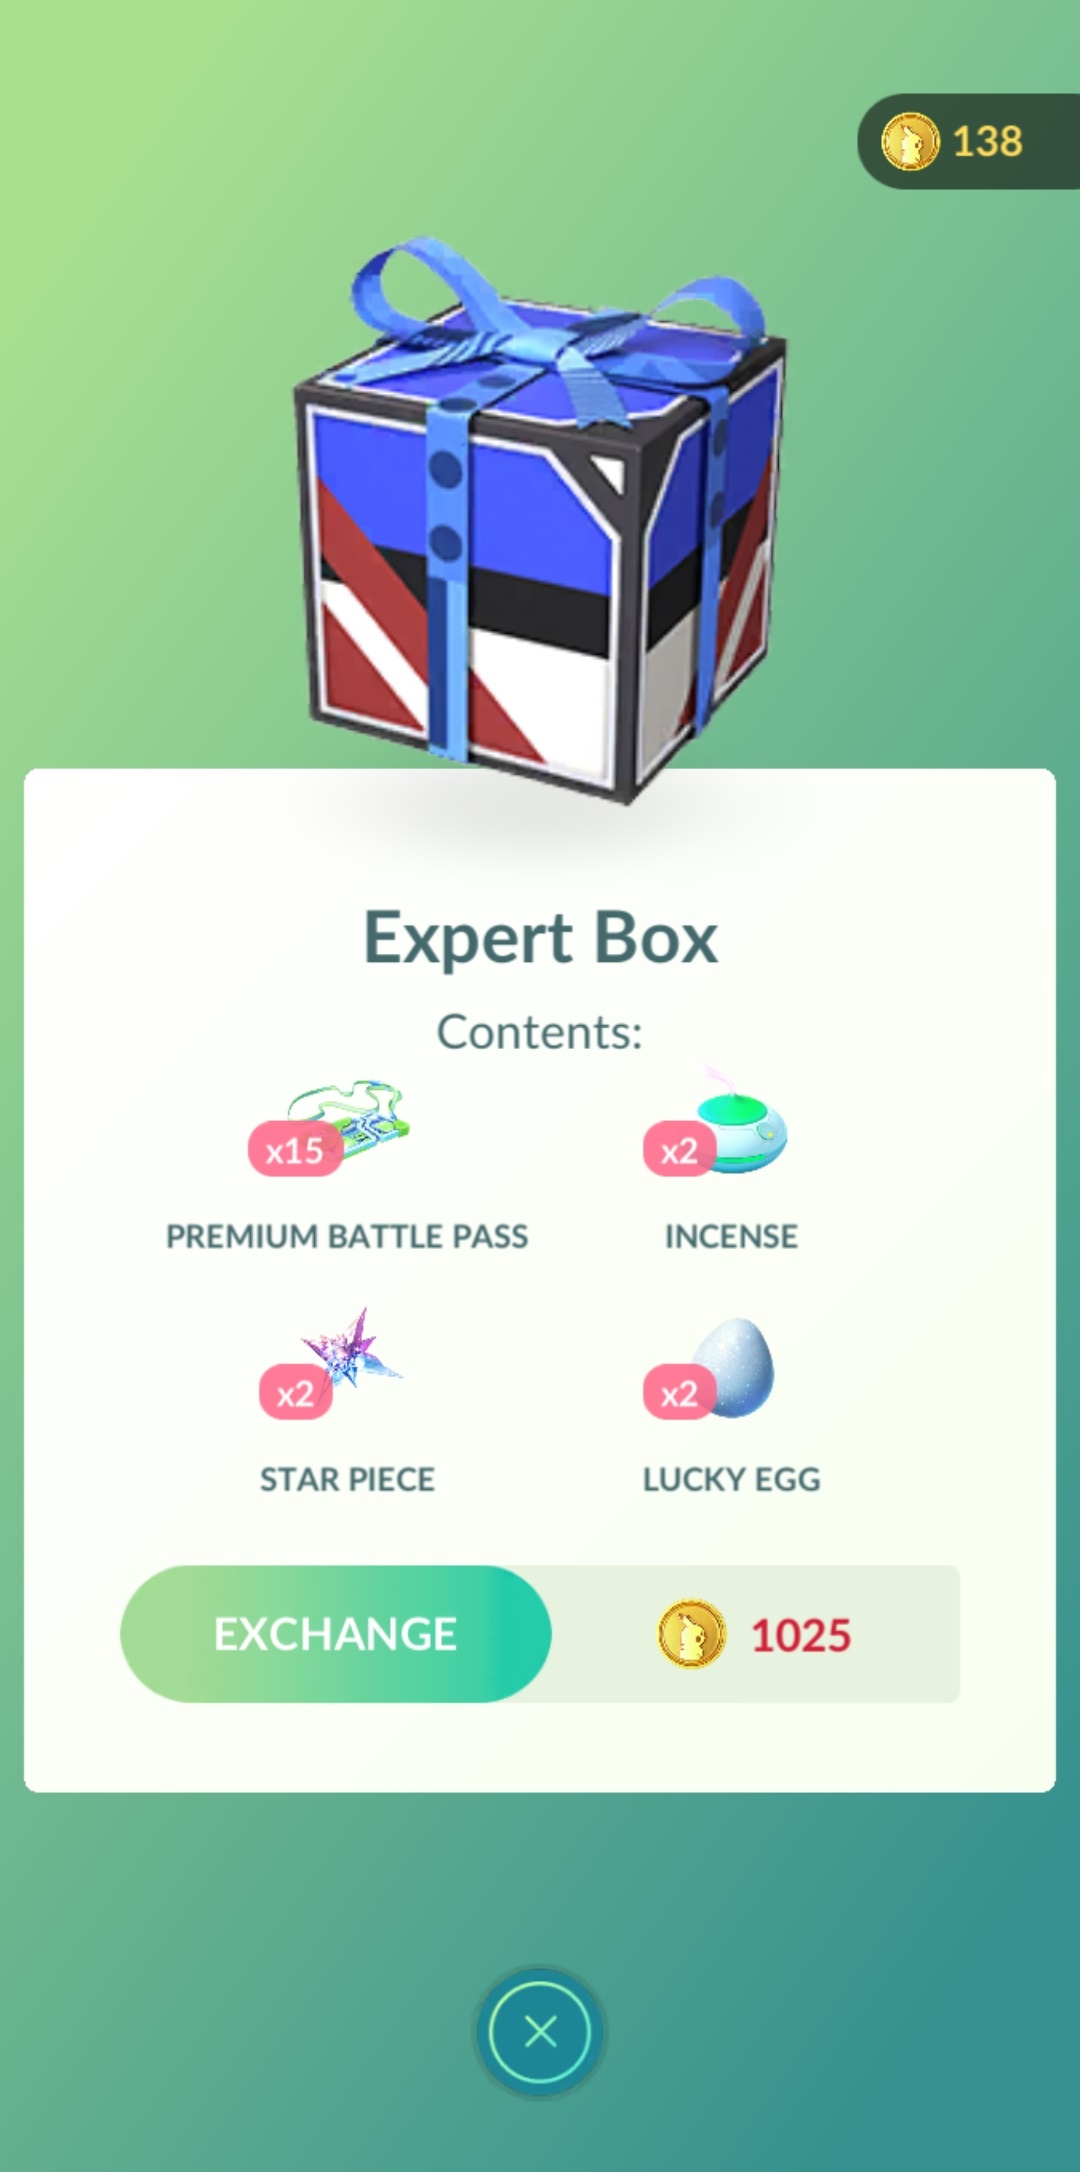 138
Expert Box
Contents:
x15
x2
PREMIUM BATTLE PASS
INCENSE
x2
x2
STAR PIECE
LUCKY EGG
EXCHANGE
1025